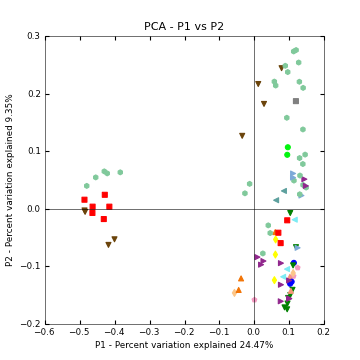 PCA - P1 vs P2
0.3
0.2
0.1
0.0
−0.1
−0.2
P2 - Percent variation explained 9.35%
−0.6 −0.5 −0.4 −0.3 −0.2 −0.1 0.0 0.1 0.2
P1 - Percent variation explained 24.47%